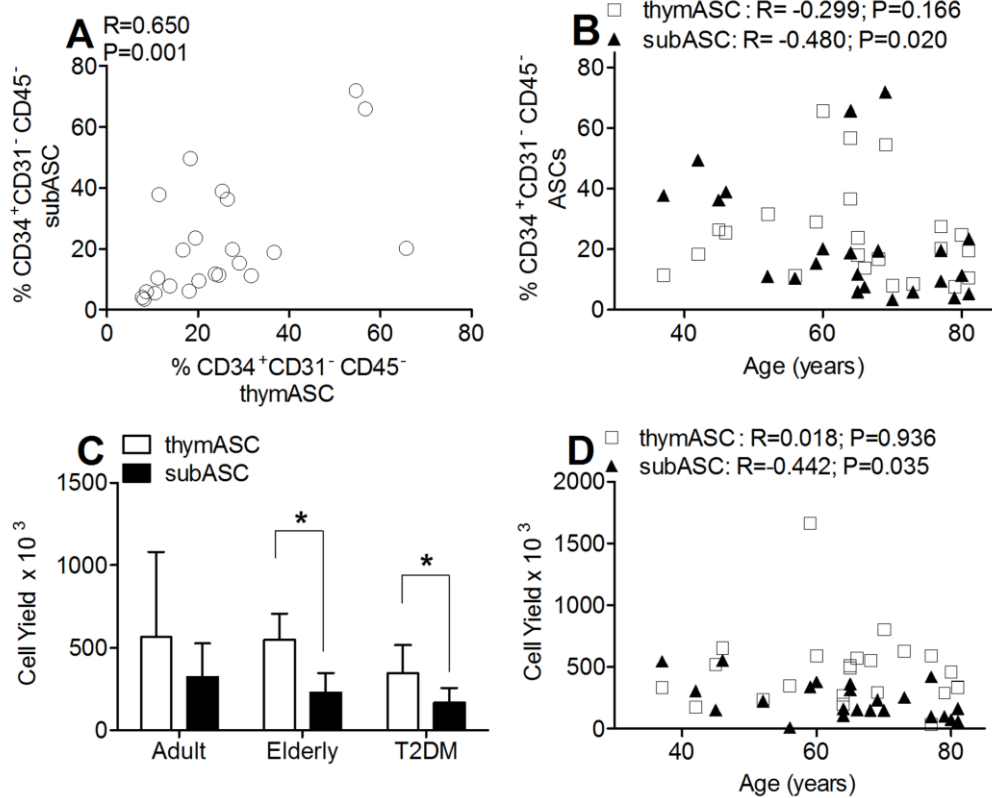 A
R=0.650
P=0.001
% CD34⁺CD31⁻ CD45⁻
subASC
80
60
40
20
0
0 20 40 60 80
% CD34⁺CD31⁻ CD45⁻
thymASC
B
□ thymASC : R= -0.299; P=0.166
▲ subASC: R= -0.480; P=0.020
% CD34⁺CD31⁻ CD45⁻
ASCs
80
60
40
20
0
40 60 80
Age (years)
C
thymASC
subASC
Cell Yield x 10³
1500
1000
500
0
* *
Adult Elderly T2DM
D
□ thymASC : R=0.018; P=0.936
▲ subASC: R=-0.442; P=0.035
Cell Yield x 10³
2000
1500
1000
500
0
40 60 80
Age (years)